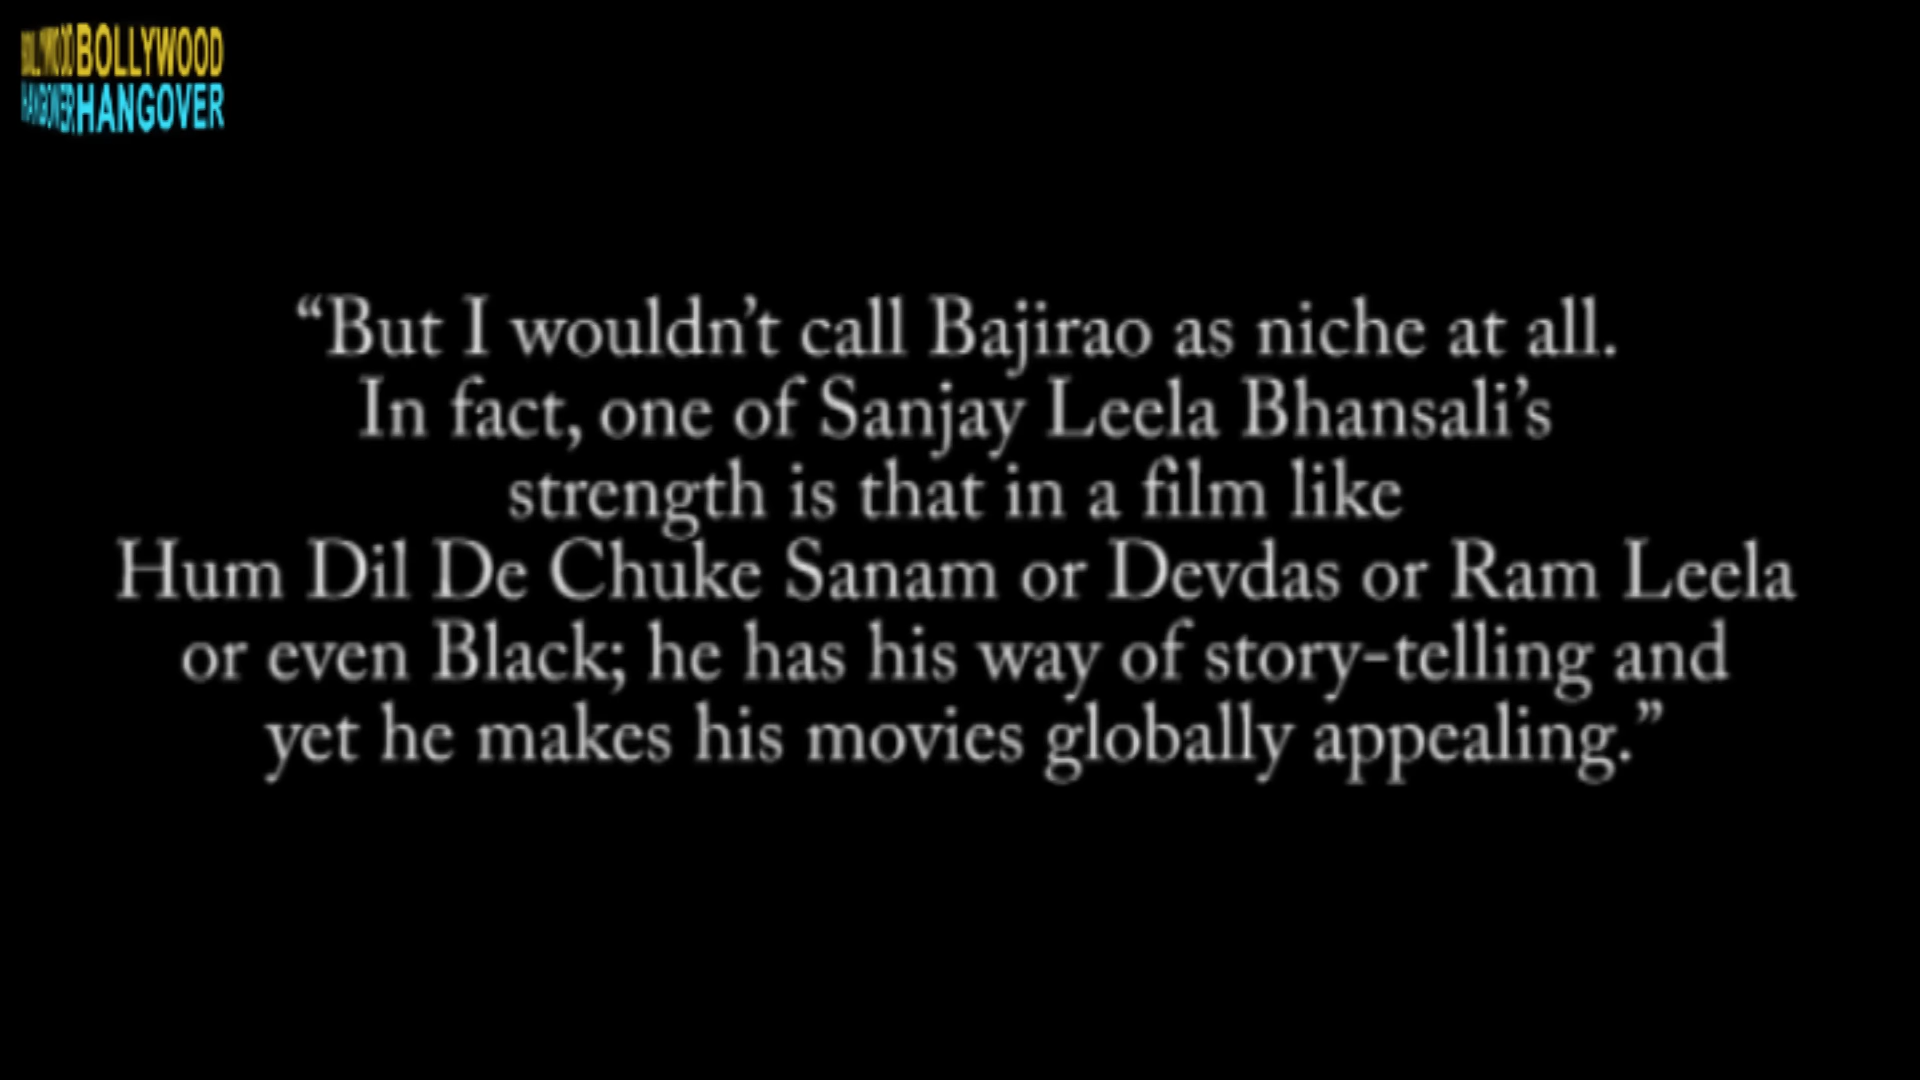 BOLLYWOOD BOLLYWOOD
HANGOVER HANGOVER
“But I wouldn’t call Bajirao as niche at all.
In fact, one of Sanjay Leela Bhansali’s
strength is that in a film like
Hum Dil De Chuke Sanam or Devdas or Ram Leela
or even Black; he has his way of story-telling and
yet he makes his movies globally appealing.”